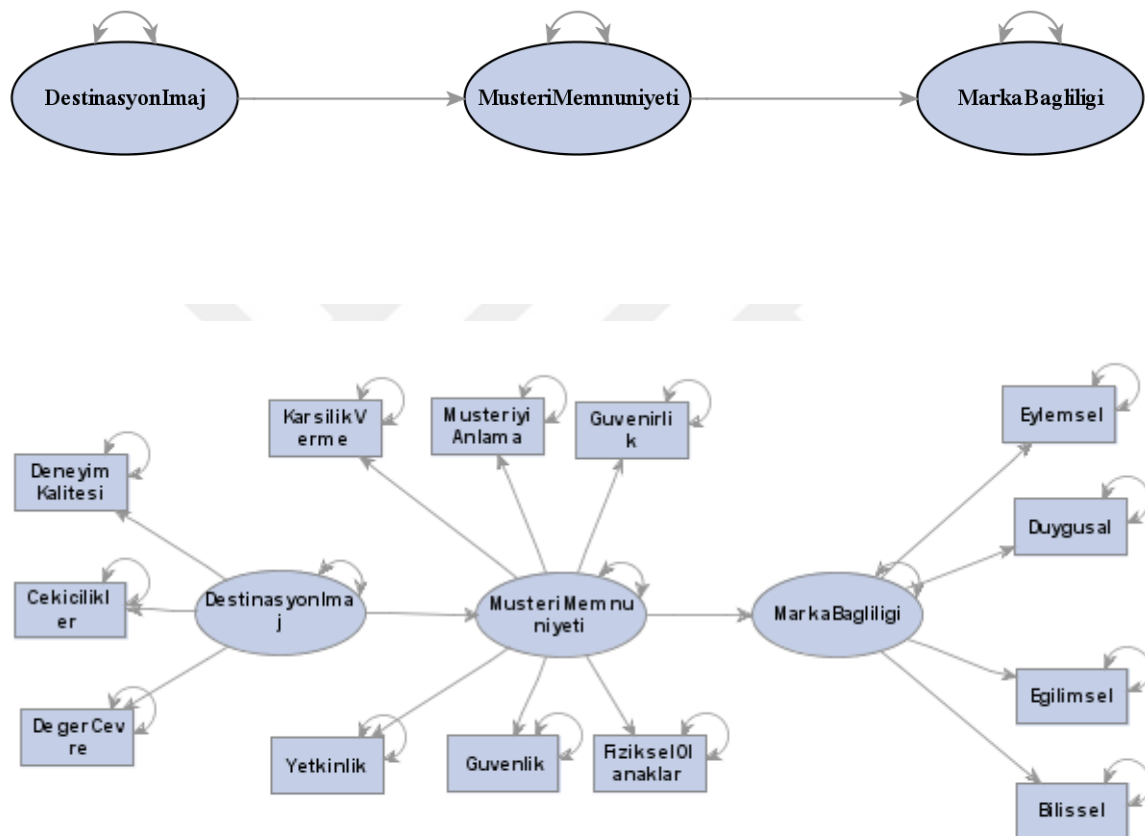 DestinasyonImaj
MusteriMemnuniyeti
MarkaBagliligi
KarsilikV
erme
Musteriyi
Anlama
Guvenirli
k
Eylemsel
Deneyim
Kalitesi
Duygusal
Cekicilikl
er
DestinasyonIma
j
MusteriMemnu
niyeti
MarkaBagliligi
Egilimsel
DegerCev
re
Yetkinlik
Guvenlik
FizikselOl
anaklar
Bilissel